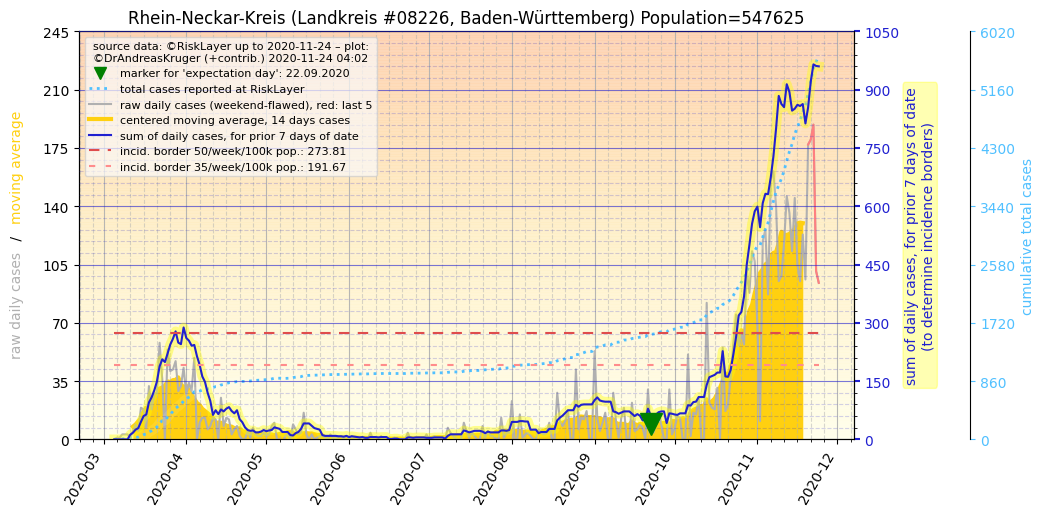 Rhein-Neckar-Kreis (Landkreis #08226, Baden-Württemberg) Population=547625
source data: ©RiskLayer up to 2020-11-24 – plot:
©DrAndreasKruger (+contrib.) 2020-11-24 04:02
marker for 'expectation day': 22.09.2020
total cases reported at RiskLayer
raw daily cases (weekend-flawed), red: last 5
centered moving average, 14 days cases
sum of daily cases, for prior 7 days of date
incid. border 50/week/100k pop.: 273.81
incid. border 35/week/100k pop.: 191.67
raw daily cases / moving average
245
210
175
140
105
70
35
0
1050
900
750
600
450
300
150
0
sum of daily cases, for prior 7 days of date
(to determine incidence borders)
6020
5160
4300
3440
2580
1720
860
0
cumulative total cases
2020-03
2020-04
2020-05
2020-06
2020-07
2020-08
2020-09
2020-10
2020-11
2020-12